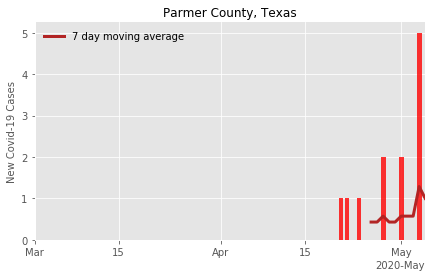 Parmer County, Texas
7 day moving average
New Covid-19 Cases
5
4
3
2
1
0
Mar 15 Apr 15 May
2020-May